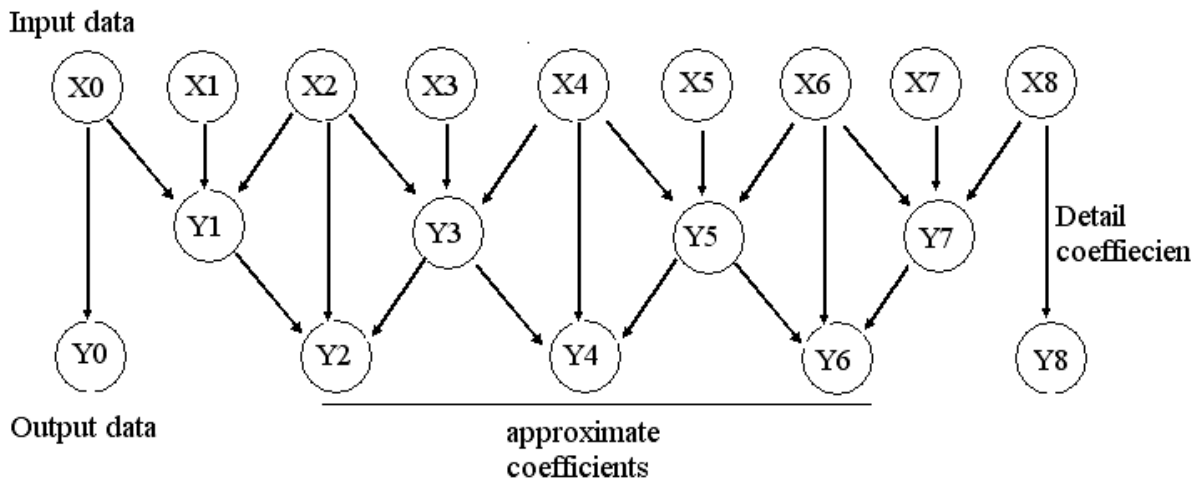 Input data
X0 X1 X2 X3 X4 X5 X6 X7 X8
Y1 Y3 Y5 Y7
Detail
coeffiecien
Y0 Y2 Y4 Y6 Y8
Output data
approximate
coefficients